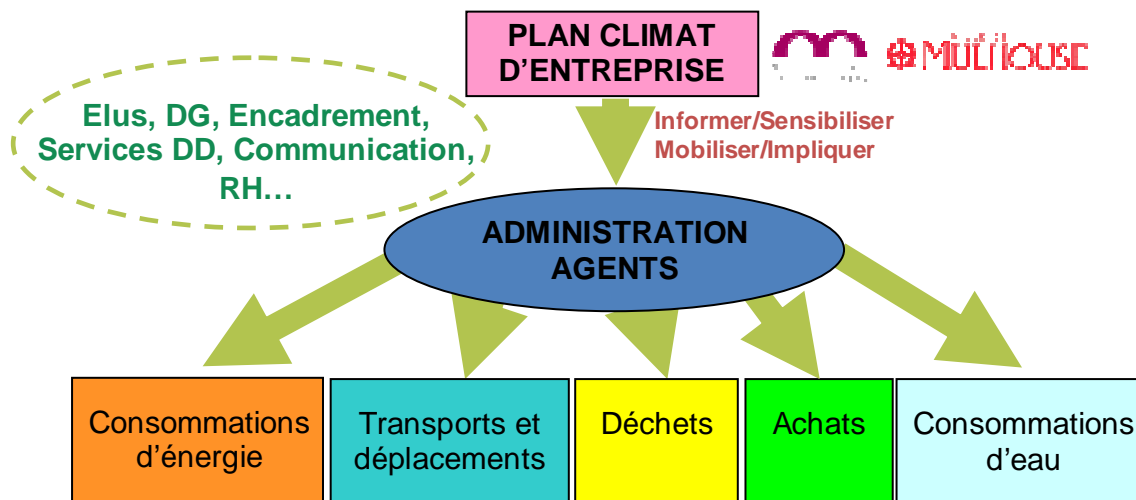 PLAN CLIMAT
D’ENTREPRISE
MULHOUSE
Elus, DG, Encadrement,
Services DD, Communication,
RH…
Informer/Sensibiliser
Mobiliser/Impliquer
ADMINISTRATION
AGENTS
Consommations
d’énergie
Transports et
déplacements
Déchets
Achats
Consommations
d’eau